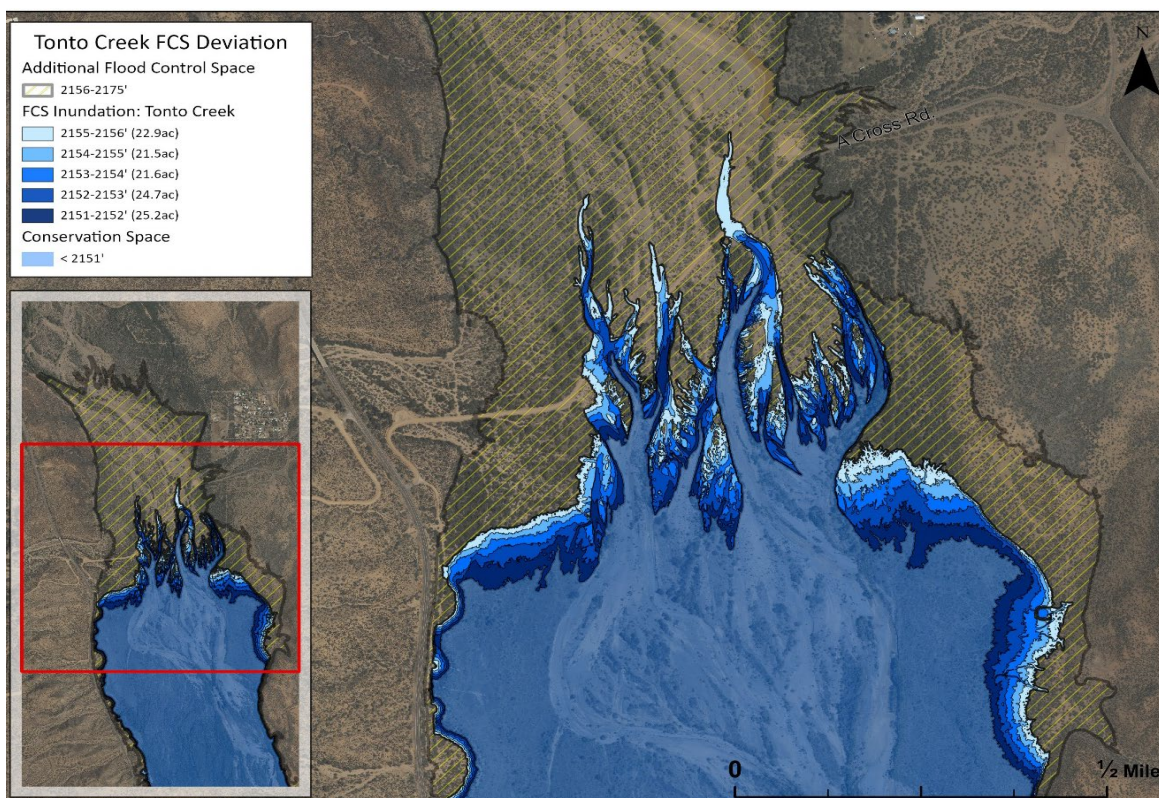 Tonto Creek FCS Deviation
Additional Flood Control Space
2156-2175'
FCS Inundation: Tonto Creek
2155-2156' (22.9ac)
2154-2155' (21.5ac)
2153-2154' (21.6ac)
2152-2153' (24.7ac)
2151-2152' (25.2ac)
Conservation Space
< 2151'
N
A Cross Rd.
0 ½ Mile